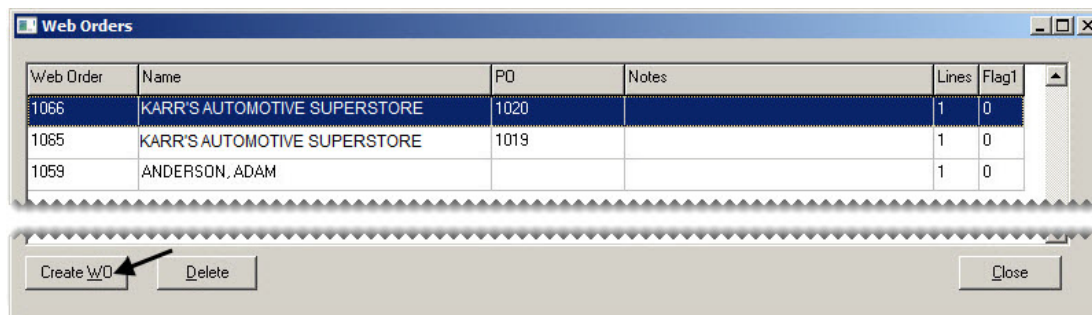 Web Orders
Web Order Name PO Notes Lines Flag1
1066 KARR'S AUTOMOTIVE SUPERSTORE 1020 1 0
1065 KARR'S AUTOMOTIVE SUPERSTORE 1019 1 0
1059 ANDERSON, ADAM 1 0
Create WO Delete Close